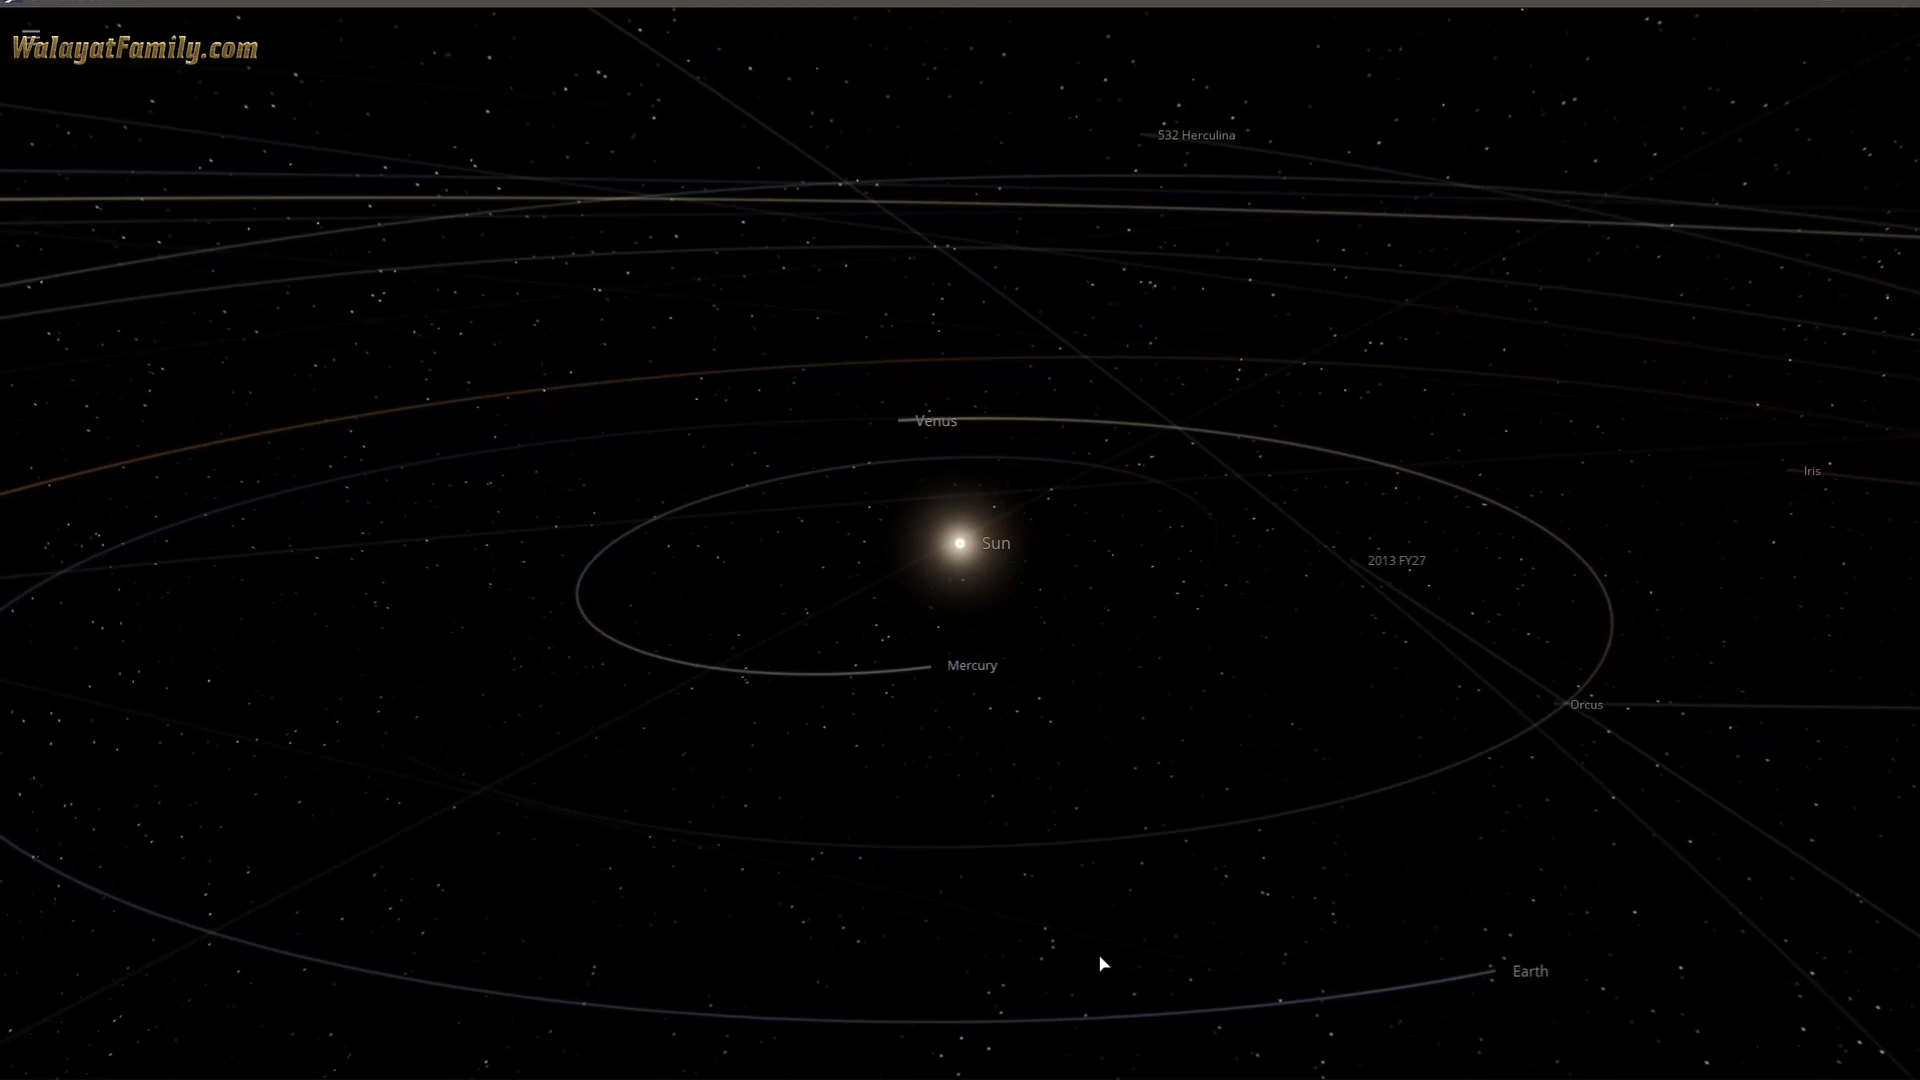 WalayatFamily.com
532 Herculina
Venus
Iris
Sun
2013 FY27
Mercury
Orcus
Earth